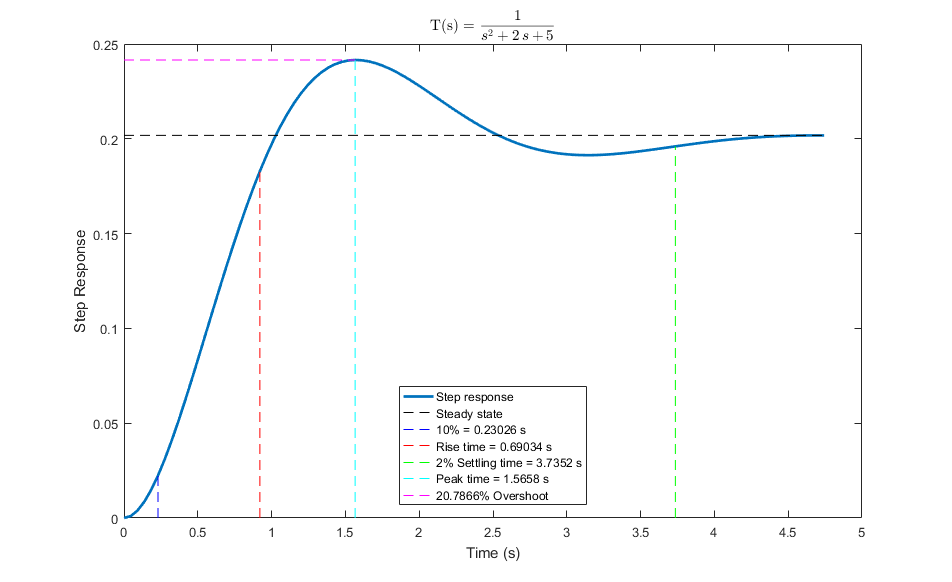 T(s) = 1 / (s² + 2 s + 5)
0.25
0.2
0.15
0.1
0.05
0
Step Response
0 0.5 1 1.5 2 2.5 3 3.5 4 4.5 5
Time (s)
Step response
Steady state
10% = 0.23026 s
Rise time = 0.69034 s
2% Settling time = 3.7352 s
Peak time = 1.5658 s
20.7866% Overshoot